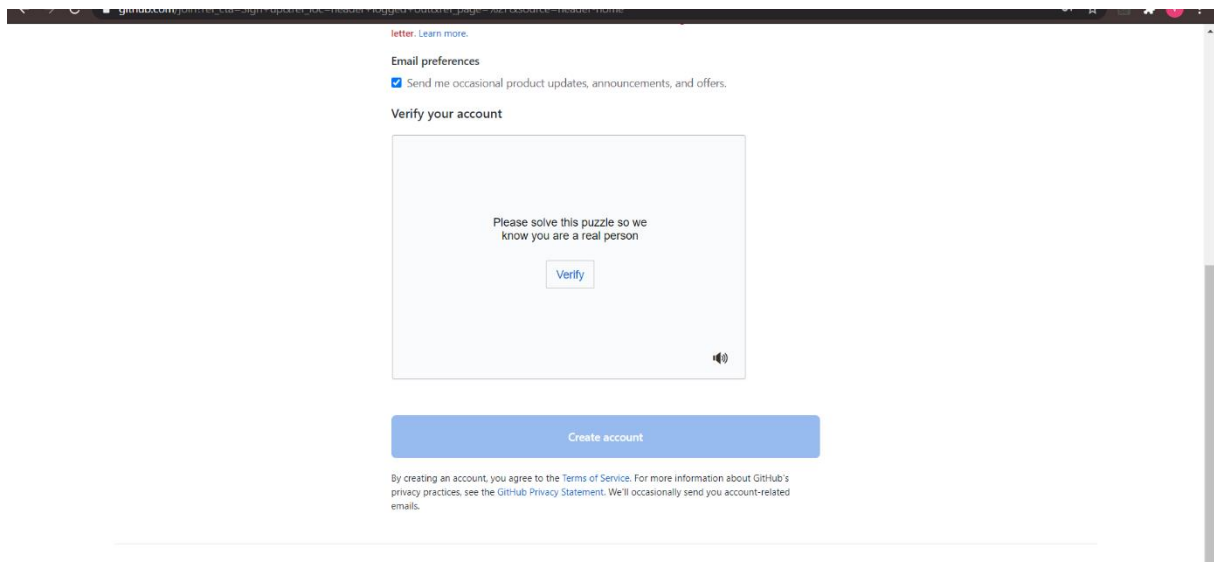 letter. Learn more.
Email preferences
Send me occasional product updates, announcements, and offers.
Verify your account
Please solve this puzzle so we
know you are a real person
Verify
Create account
By creating an account, you agree to the Terms of Service. For more information about GitHub's
privacy practices, see the GitHub Privacy Statement. We'll occasionally send you account-related
emails.